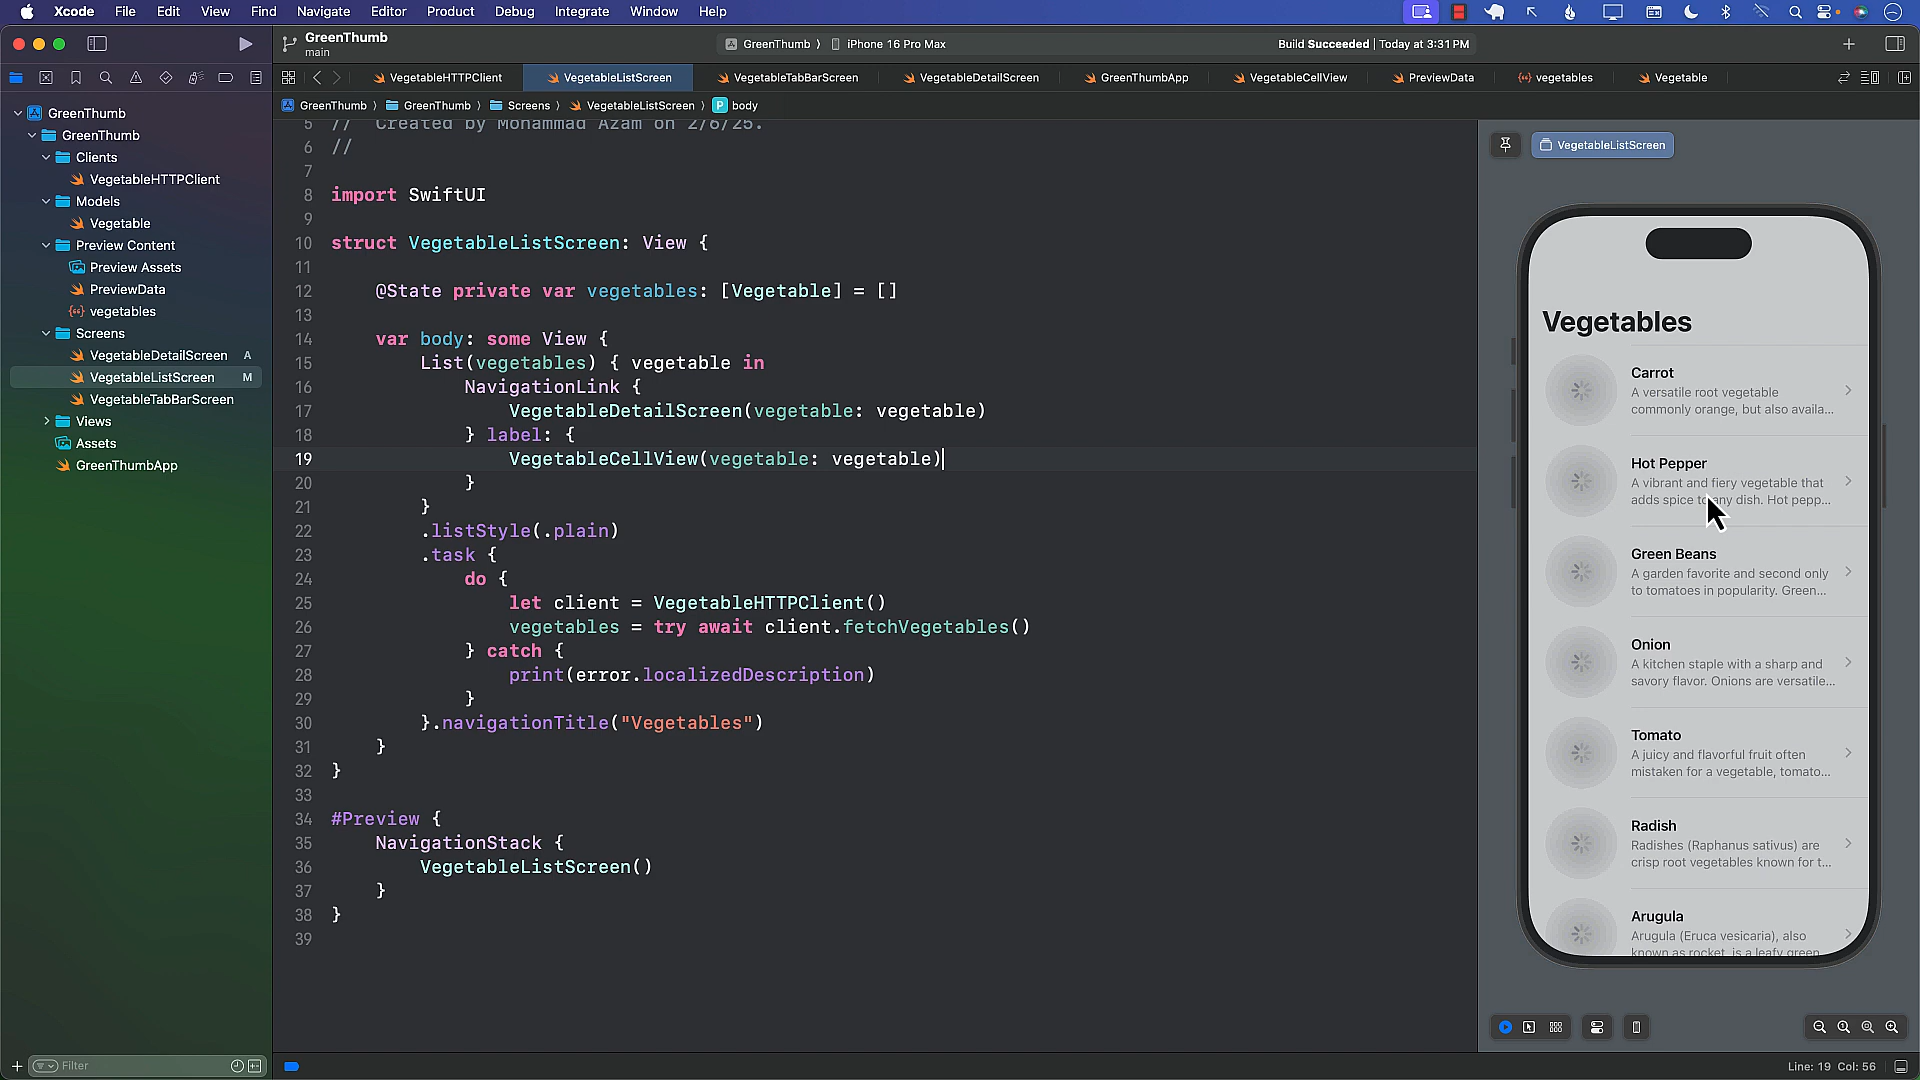 Xcode File Edit View Find Navigate Editor Product Debug Integrate Window Help
GreenThumb
main
GreenThumb 〉 iPhone 16 Pro Max
Build Succeeded | Today at 3:31 PM
VegetableHTTPClient VegetableListScreen VegetableTabBarScreen VegetableDetailScreen GreenThumbApp VegetableCellView PreviewData vegetables Vegetable
GreenThumb 〉 GreenThumb 〉 Screens 〉 VegetableListScreen 〉 P body
GreenThumb
GreenThumb
Clients
VegetableHTTPClient
Models
Vegetable
Preview Content
Preview Assets
PreviewData
vegetables
Screens
VegetableDetailScreen A
VegetableListScreen M
VegetableTabBarScreen
Views
Assets
GreenThumbApp
Filter
5 //  Created by Mohammad Azam on 2/6/25.
6 //
7
8 import SwiftUI
9
10 struct VegetableListScreen: View {
11
12     @State private var vegetables: [Vegetable] = []
13
14     var body: some View {
15         List(vegetables) { vegetable in
16             NavigationLink {
17                 VegetableDetailScreen(vegetable: vegetable)
18             } label: {
19                 VegetableCellView(vegetable: vegetable)
20             }
21         }
22         .listStyle(.plain)
23         .task {
24             do {
25                 let client = VegetableHTTPClient()
26                 vegetables = try await client.fetchVegetables()
27             } catch {
28                 print(error.localizedDescription)
29             }
30         }.navigationTitle("Vegetables")
31     }
32 }
33
34 #Preview {
35     NavigationStack {
36         VegetableListScreen()
37     }
38 }
39
VegetableListScreen
Vegetables
Carrot
A versatile root vegetable
commonly orange, but also availa...
Hot Pepper
A vibrant and fiery vegetable that
adds spice to any dish. Hot pepp...
Green Beans
A garden favorite and second only
to tomatoes in popularity. Green...
Onion
A kitchen staple with a sharp and
savory flavor. Onions are versatile...
Tomato
A juicy and flavorful fruit often
mistaken for a vegetable, tomato...
Radish
Radishes (Raphanus sativus) are
crisp root vegetables known for t...
Arugula
Arugula (Eruca vesicaria), also
known as rocket, is a leafy green
Line: 19 Col: 56